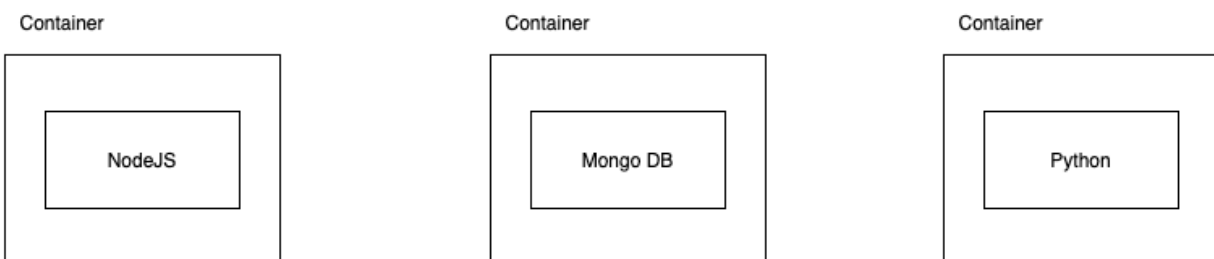 Container
Container
Container
NodeJS
Mongo DB
Python